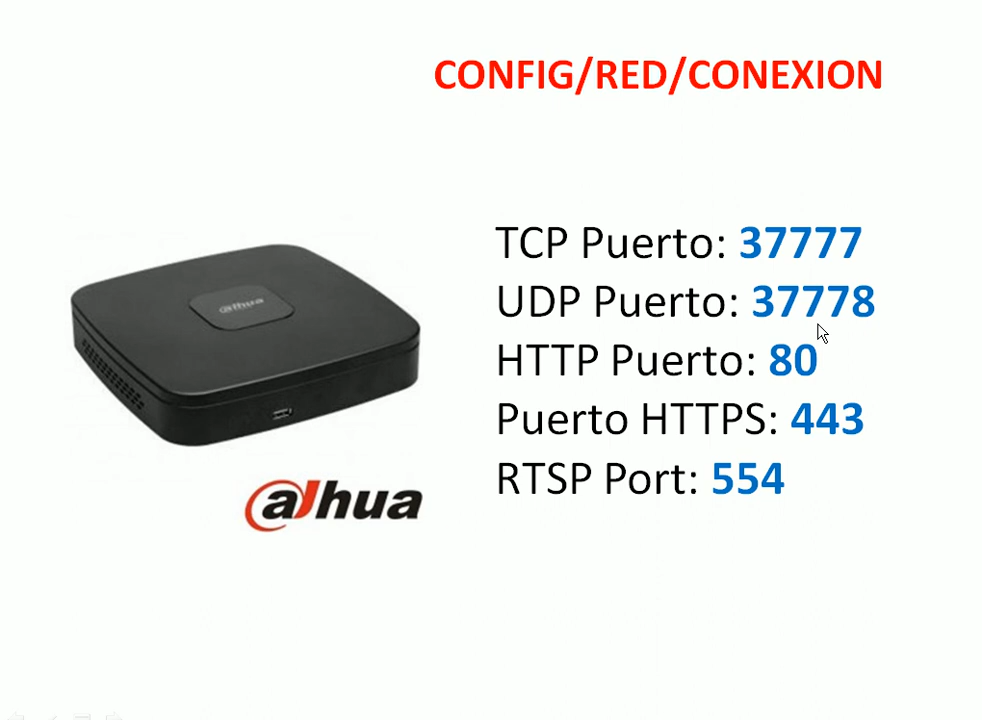 CONFIG/RED/CONEXION
TCP Puerto: 37777
UDP Puerto: 37778
HTTP Puerto: 80
Puerto HTTPS: 443
RTSP Port: 554
alhua
alhua